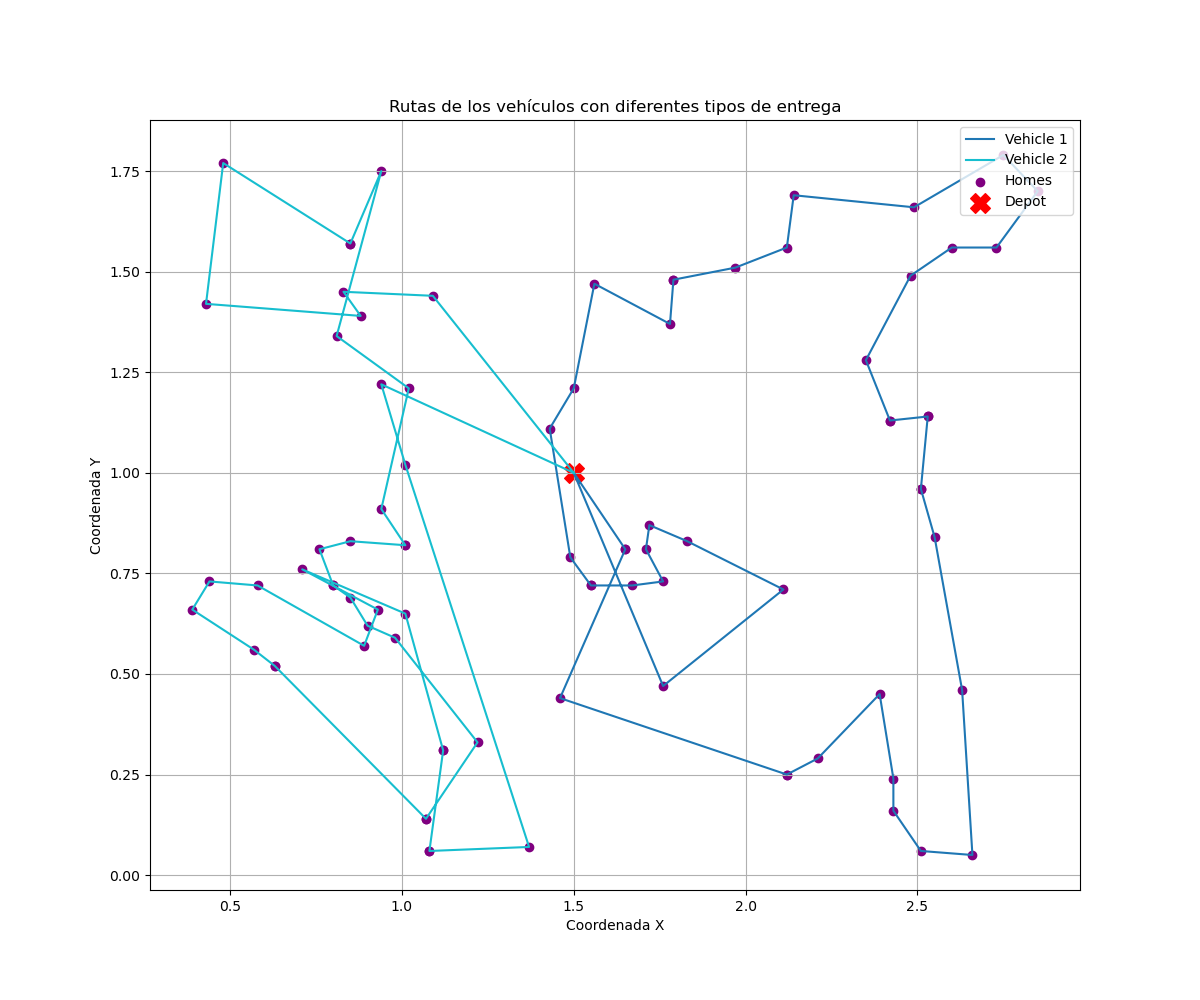 Rutas de los vehículos con diferentes tipos de entrega
Vehicle 1
Vehicle 2
Homes
Depot
Coordenada Y
1.75
1.50
1.25
1.00
0.75
0.50
0.25
0.00
0.5
1.0
1.5
2.0
2.5
Coordenada X